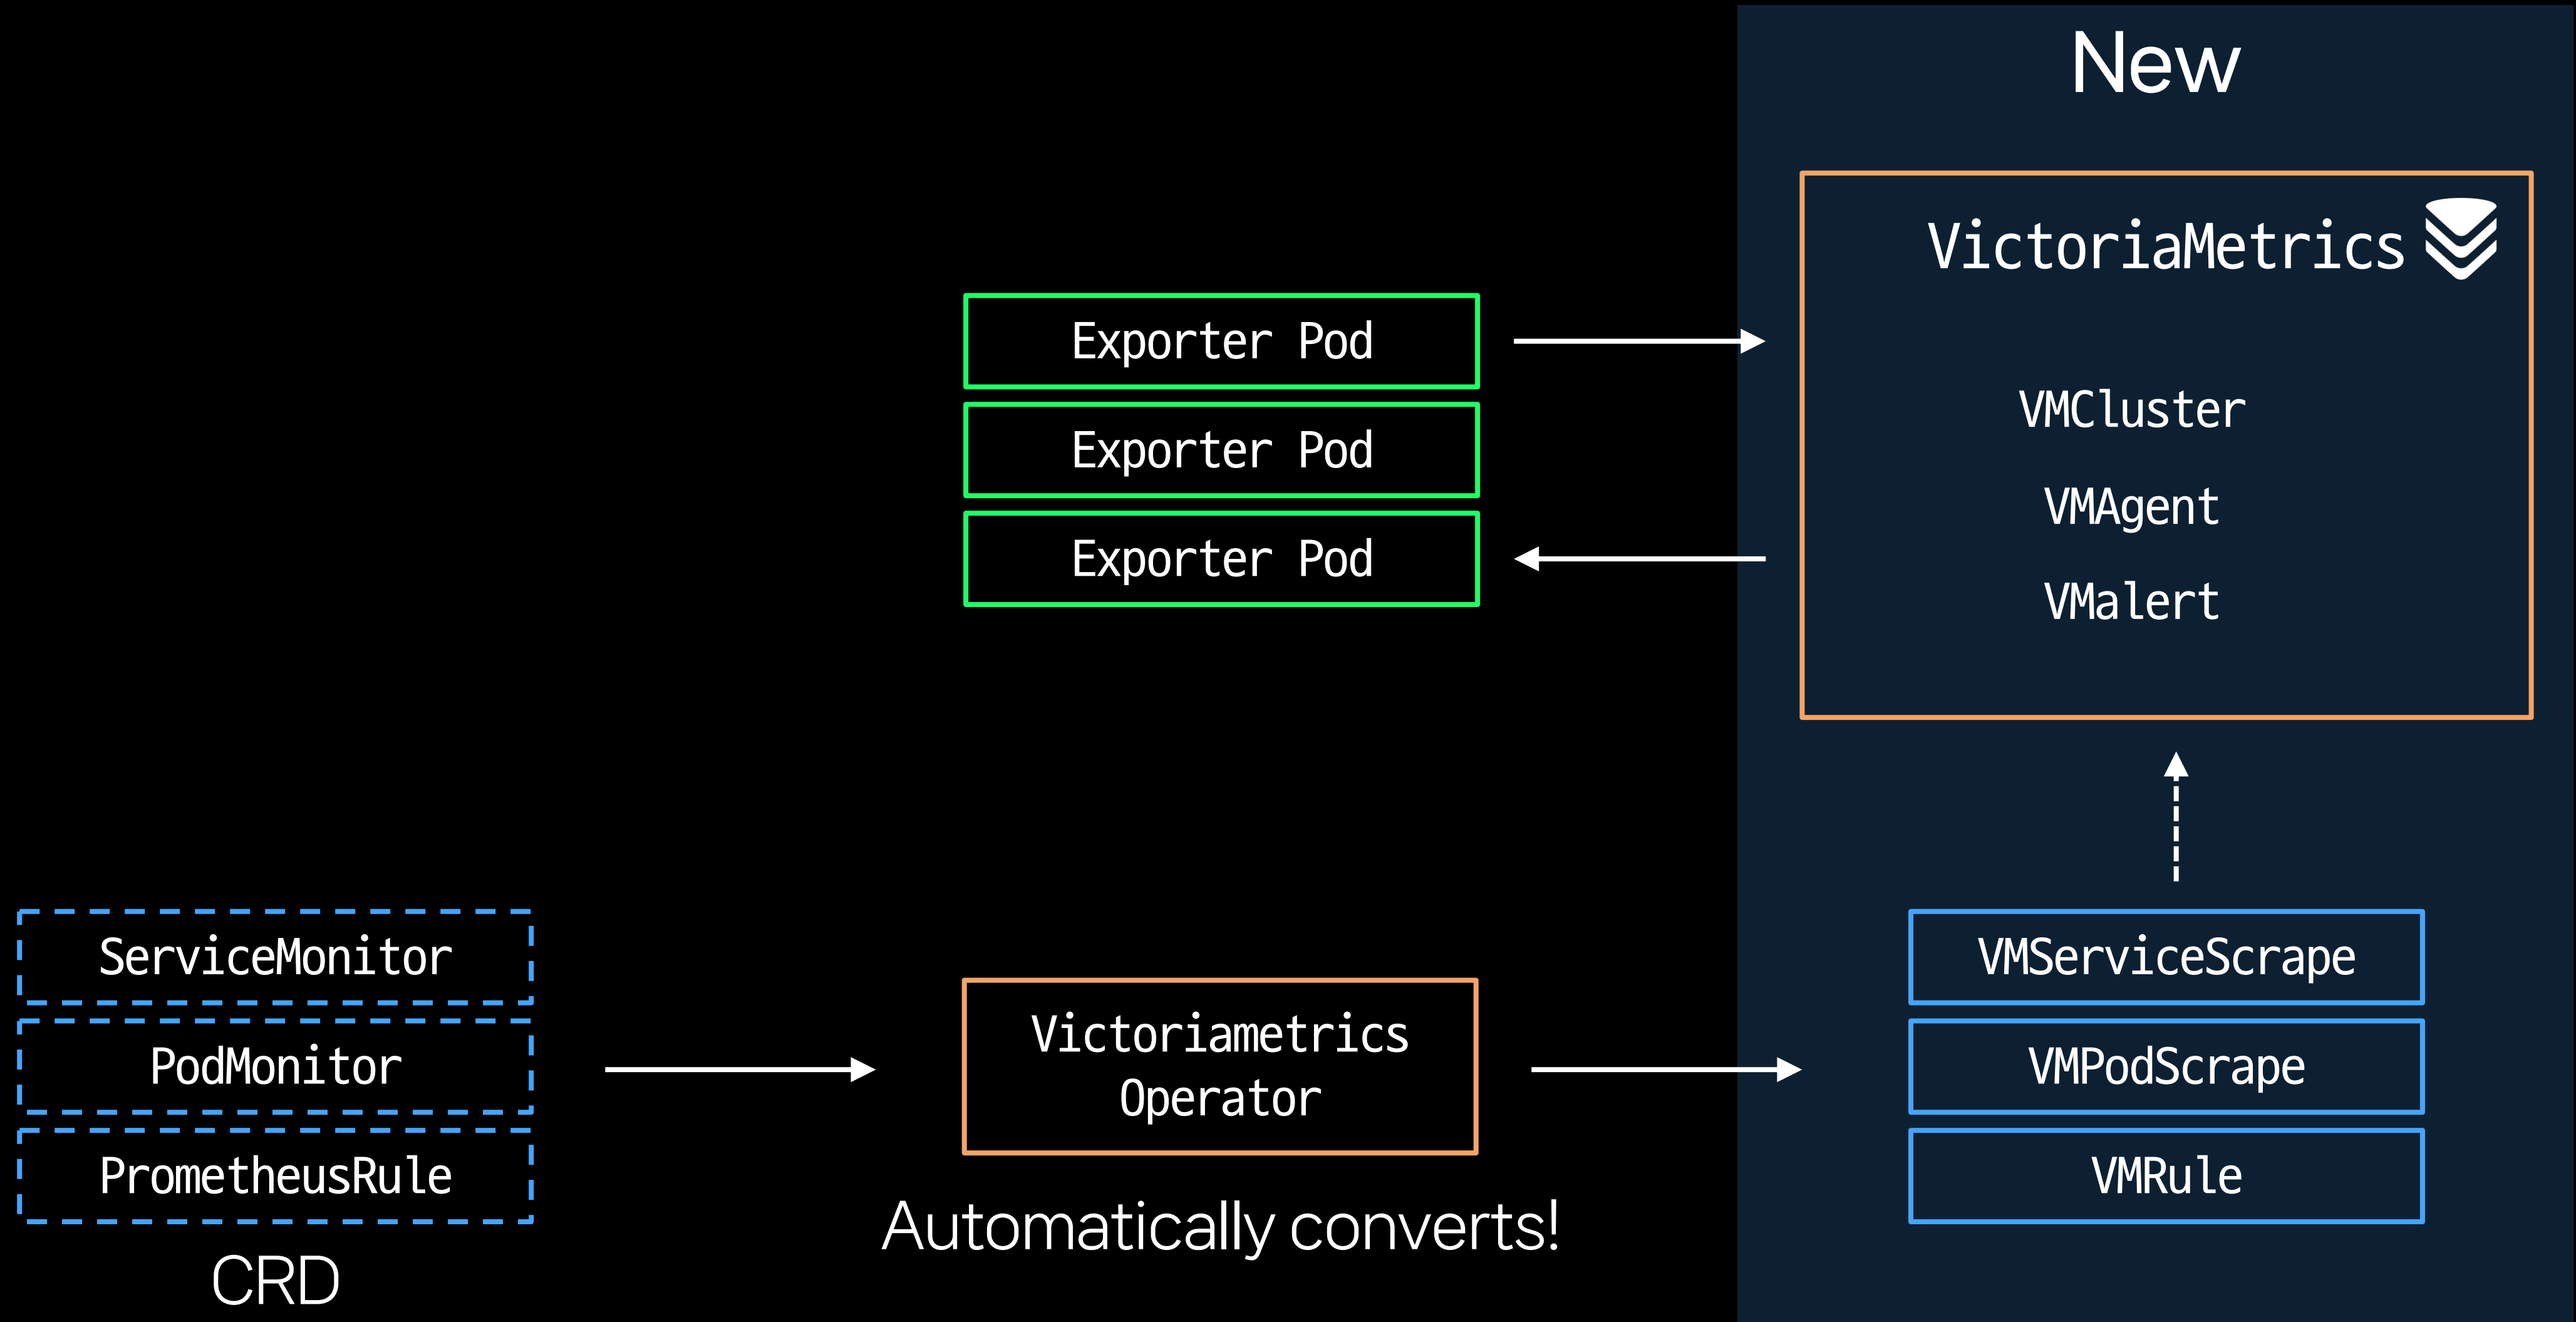 New
VictoriaMetrics
VMCluster
VMAgent
VMalert
Exporter Pod
Exporter Pod
Exporter Pod
ServiceMonitor
PodMonitor
PrometheusRule
CRD
Victoriametrics
Operator
Automatically converts!
VMServiceScrape
VMPodScrape
VMRule